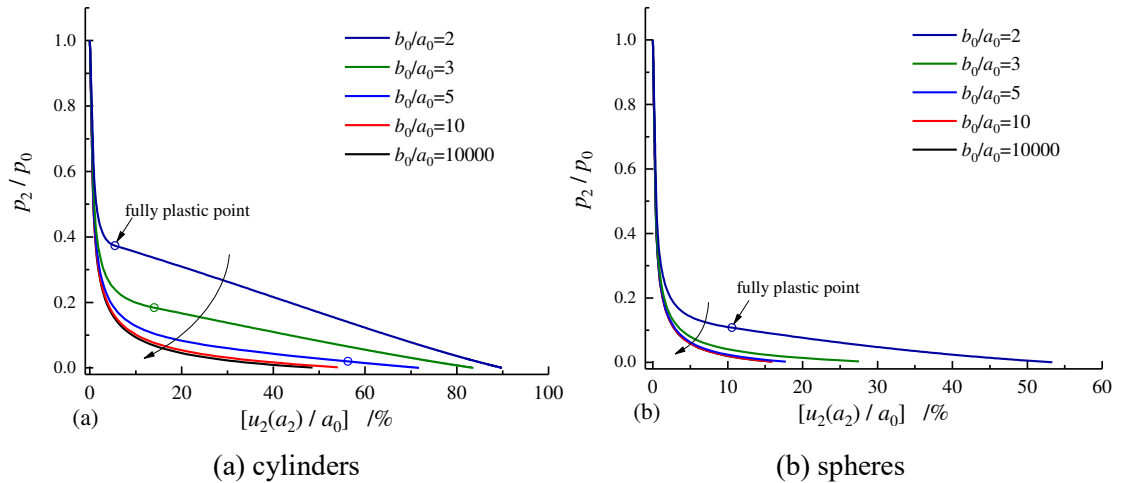 1.0
0.8
0.6
0.4
0.2
0.0
p₂ / p₀
b₀/a₀=2
b₀/a₀=3
b₀/a₀=5
b₀/a₀=10
b₀/a₀=10000
fully plastic point
0 20 40 60 80 100
(a) [u₂(a₂) / a₀] /%
(a) cylinders
1.0
0.8
0.6
0.4
0.2
0.0
p₂ / p₀
b₀/a₀=2
b₀/a₀=3
b₀/a₀=5
b₀/a₀=10
b₀/a₀=10000
fully plastic point
0 10 20 30 40 50 60
(b) [u₂(a₂) / a₀] /%
(b) spheres